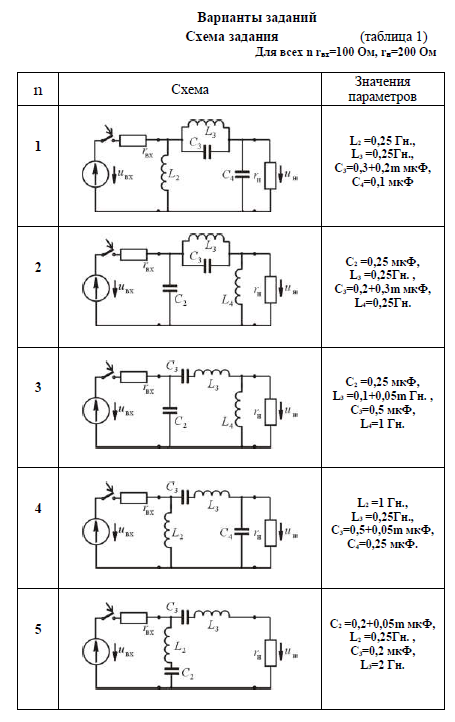 Варианты заданий
Схема задания (таблица 1)
Для всех n rвх=100 Ом, rн=200 Ом
n Схема Значения параметров
1
rвх
uвх
L2
L3
C3
C4
rн
uн
L2 =0,25 Гн.,
L3 =0,25Гн.,
C3=0,3+0,2m мкФ,
C4=0,1 мкФ
2
rвх
uвх
C2
L3
C3
L4
rн
uн
C2 =0,25 мкФ,
L3 =0,25Гн. ,
C3=0,2+0,3m мкФ,
L4=0,25Гн.
3
rвх
uвх
C3
L3
C2
L4
rн
uн
C2 =0,25 мкФ,
L3 =0,1+0,05m Гн. ,
C3=0,5 мкФ,
L4=1 Гн.
4
rвх
uвх
C3
L3
L2
C4
rн
uн
L2 =1 Гн.,
L3 =0,25Гн.,
C3=0,5+0,05m мкФ,
C4=0,25 мкФ.
5
rвх
uвх
C3
L3
L2
C2
rн
uн
C2 =0,2+0,05m мкФ,
L2 =0,25Гн. ,
C3=0,2 мкФ,
L3=2 Гн.